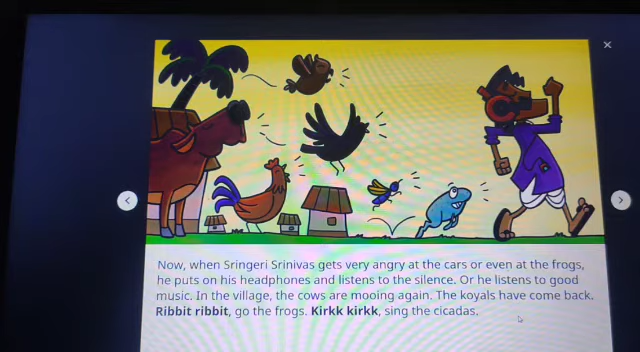 Now, when Sringeri Srinivas gets very angry at the cars or even at the frogs,
he puts on his headphones and listens to the silence. Or he listens to good
music. In the village, the cows are mooing again. The koyals have come back.
Ribbit ribbit, go the frogs. Kirkk kirkk, sing the cicadas.